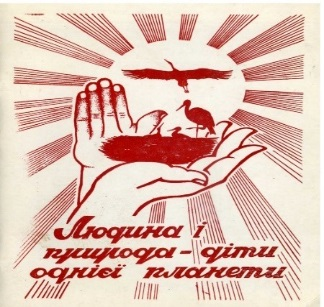 Людина і
природа - діти
однієї планети